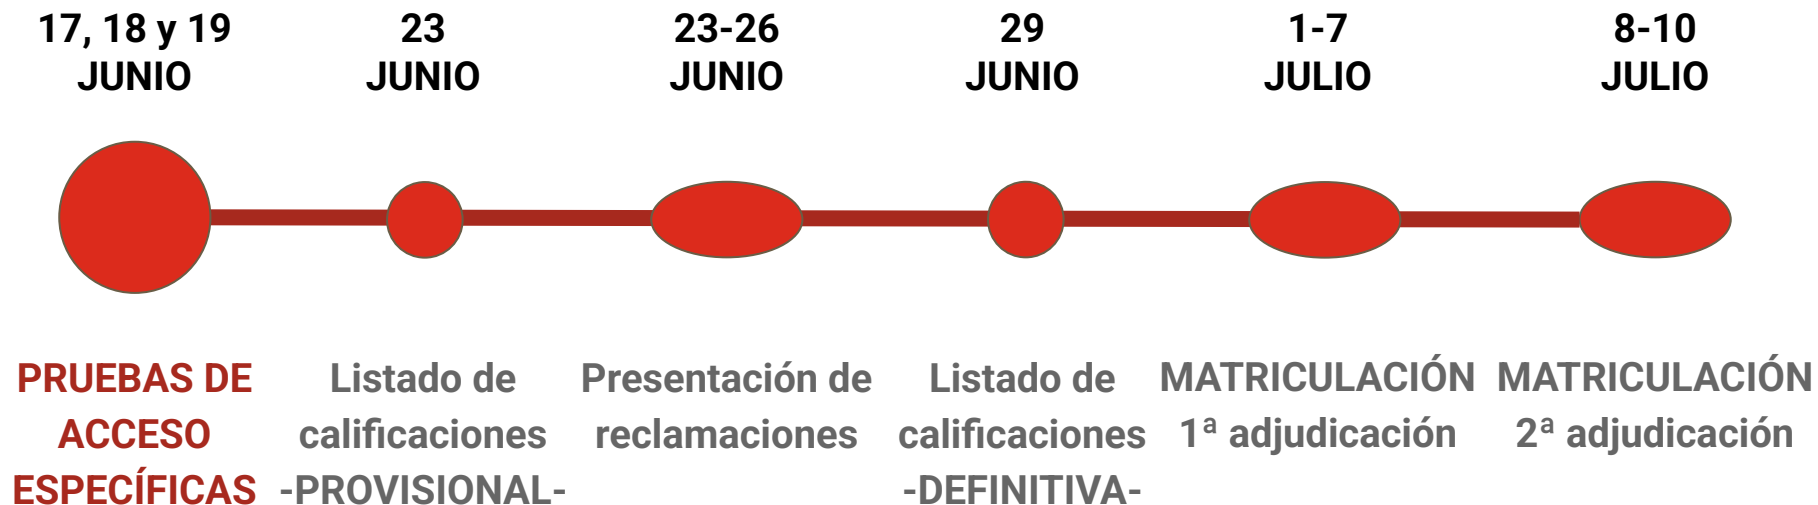 17, 18 y 19
JUNIO
23
JUNIO
23-26
JUNIO
29
JUNIO
1-7
JULIO
8-10
JULIO
PRUEBAS DE
ACCESO
ESPECÍFICAS
Listado de
calificaciones
-PROVISIONAL-
Presentación de
reclamaciones
Listado de
calificaciones
-DEFINITIVA-
MATRICULACIÓN
1ª adjudicación
MATRICULACIÓN
2ª adjudicación